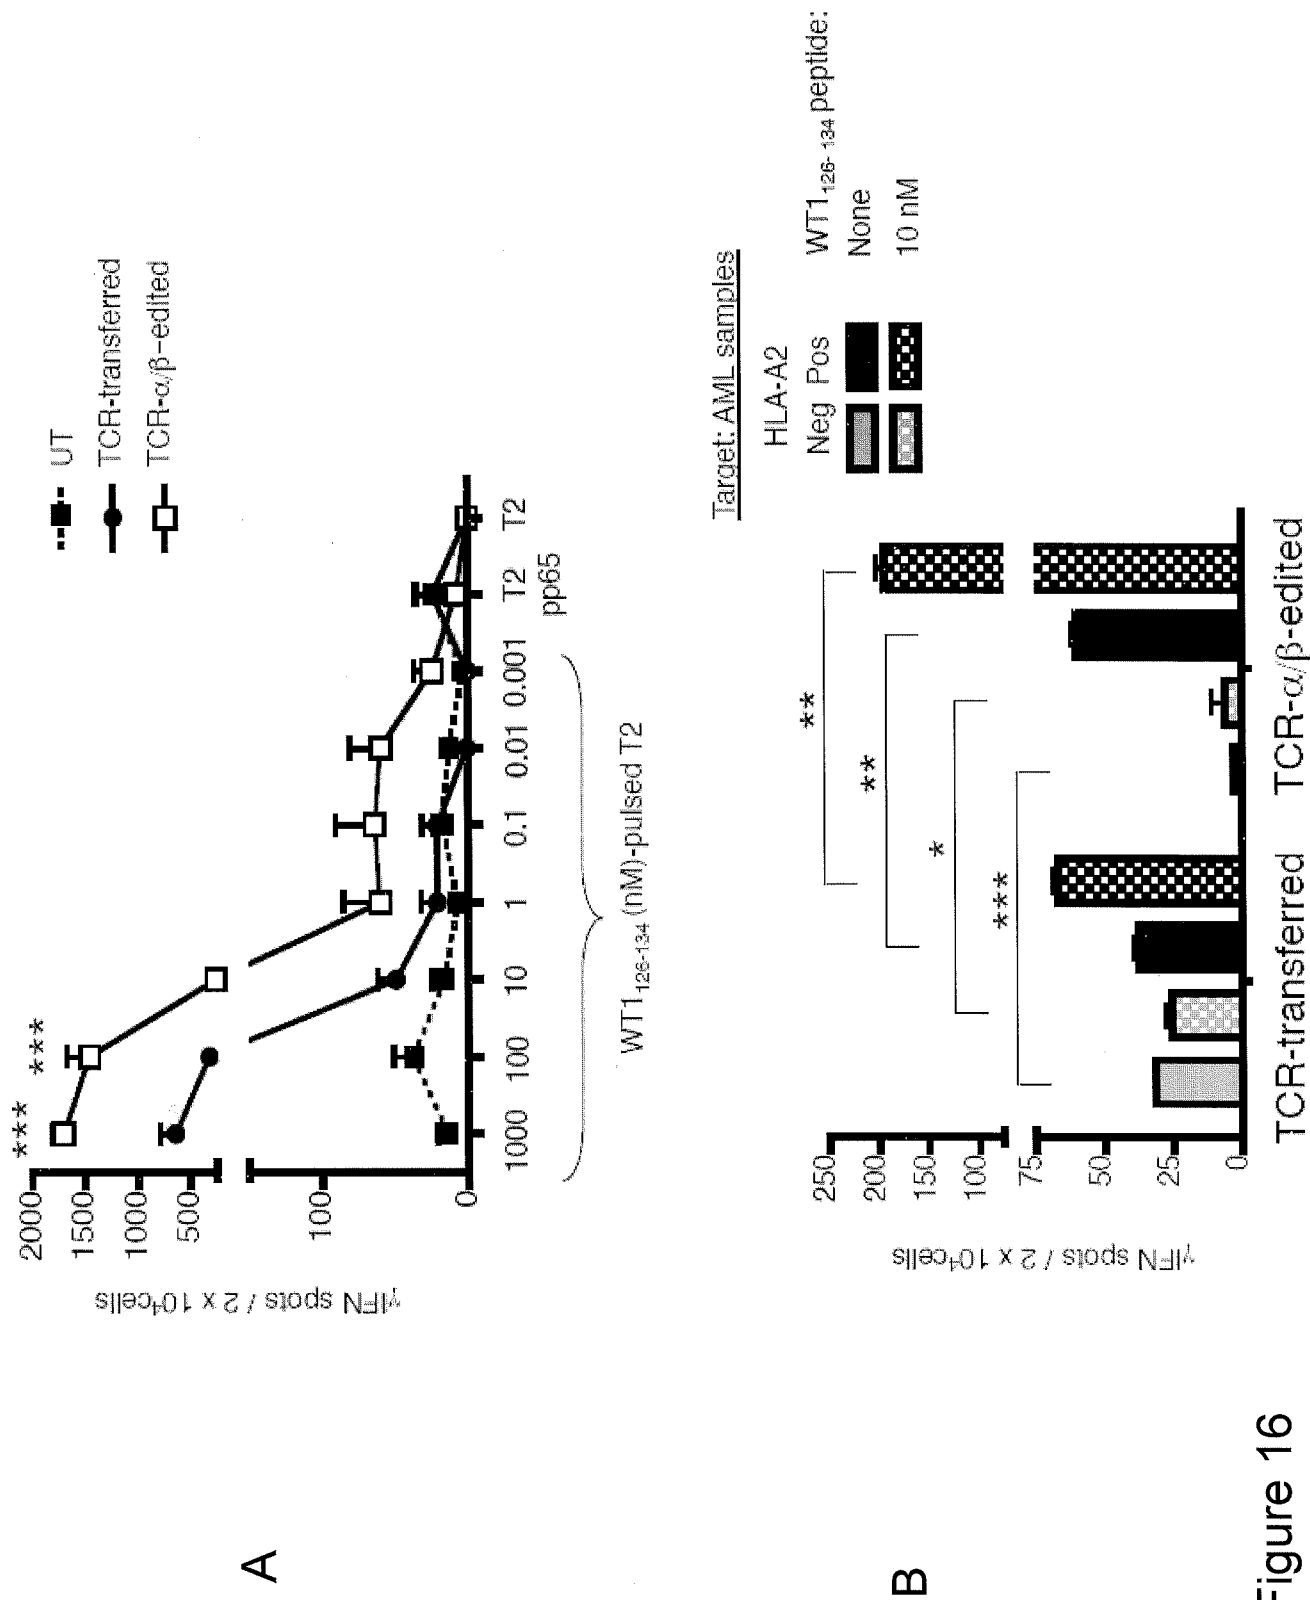 A
γIFN spots / 2 x 10⁴cells
2000
1500
1000
500
100
0
***
***
UT
TCR-transferred
TCR-α/β-edited
1000 100 10 1 0.1 0.01 0.001 T2 T2
pp65
WT1₁₂₆₋₁₃₄ (nM)-pulsed T2
B
Target: AML samples
HLA-A2
Neg Pos
WT1₁₂₆₋₁₃₄ peptide:
None
10 nM
γIFN spots / 2 x 10⁴cells
250
200
150
100
75
50
25
0
**
**
*
***
TCR-transferred TCR-α/β-edited
Figure 16